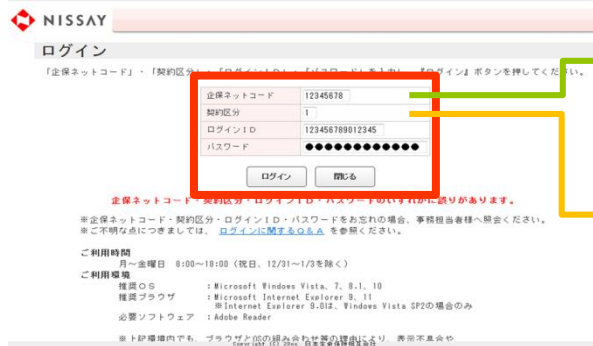 NISSAY
ログイン
「企保ネットコード」・「契約区分」・「ログインID」・「パスワード」を入力し、『ログイン』ボタンを押してください。
企保ネットコード 12345678
契約区分 1
ログインID 123456789012345
パスワード ●●●●●●●●●●●●
ログイン 閉じる
企保ネットコード・契約区分・ログインID・パスワードのいずれかに誤りがあります。
※企保ネットコード・契約区分・ログインID・パスワードをお忘れの場合、事務担当者様へ照会ください。
※ご不明な点につきましては、 ログインに関するQ&A を参照ください。
ご利用時間
月～金曜日 8:00～18:00（祝日、12/31～1/3を除く）
ご利用環境
推奨OS ：Microsoft Windows Vista、7、8.1、10
推奨ブラウザ ：Microsoft Internet Explorer 9、11
※Internet Explorer 9.0は、Windows Vista SP2の場合のみ
必要ソフトウェア ：Adobe Reader
※上記環境内でも、ブラウザとOSの組み合わせ等の理由により、表示不具合や
Copyright (C) 20xx 日本生命保険相互会社